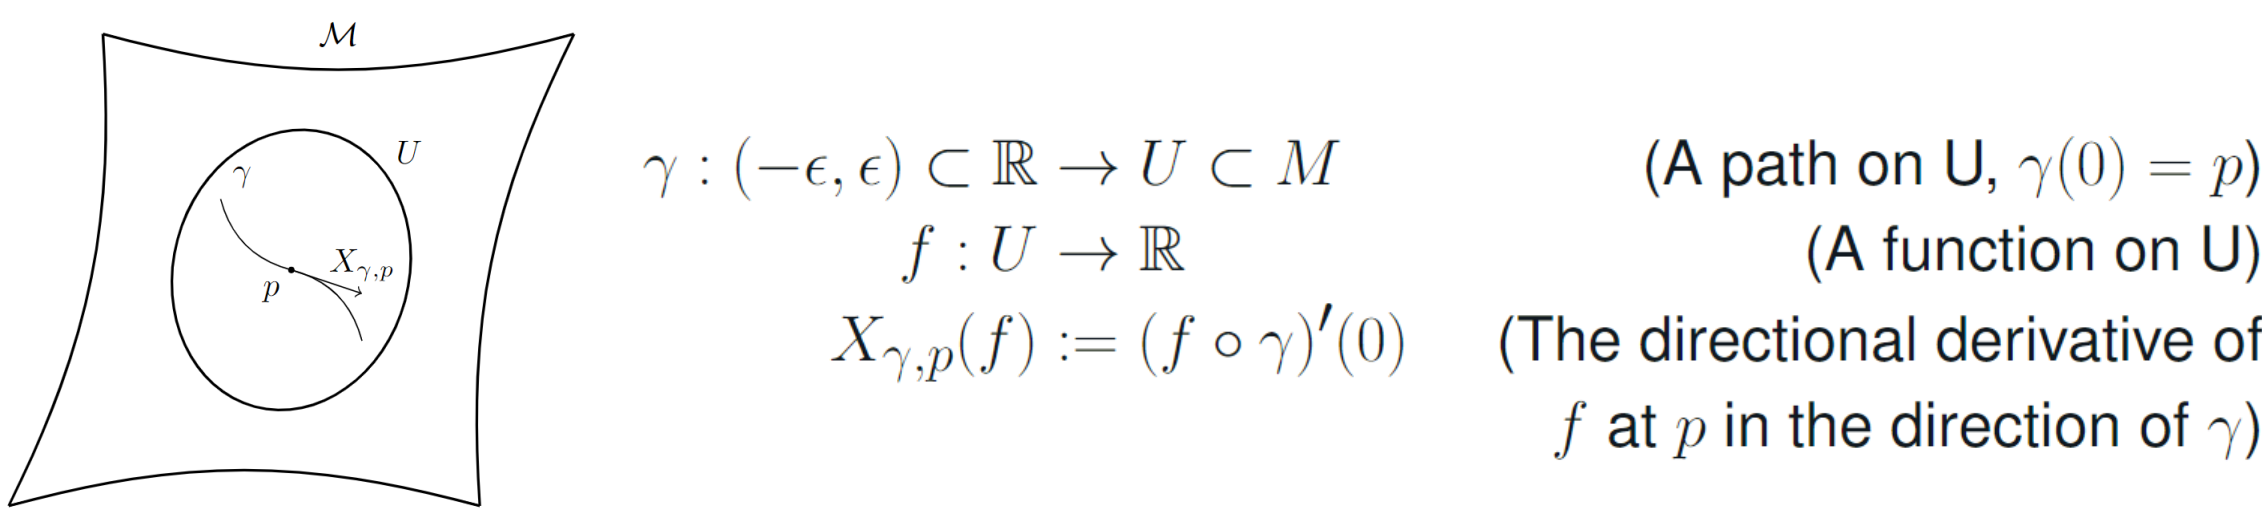 ℳ
U
γ
X_{γ,p}
p
γ : (−ϵ, ϵ) ⊂ ℝ → U ⊂ M (A path on U, γ(0) = p)
f : U → ℝ (A function on U)
X_{γ,p}(f) := (f ∘ γ)′(0) (The directional derivative of
f at p in the direction of γ)